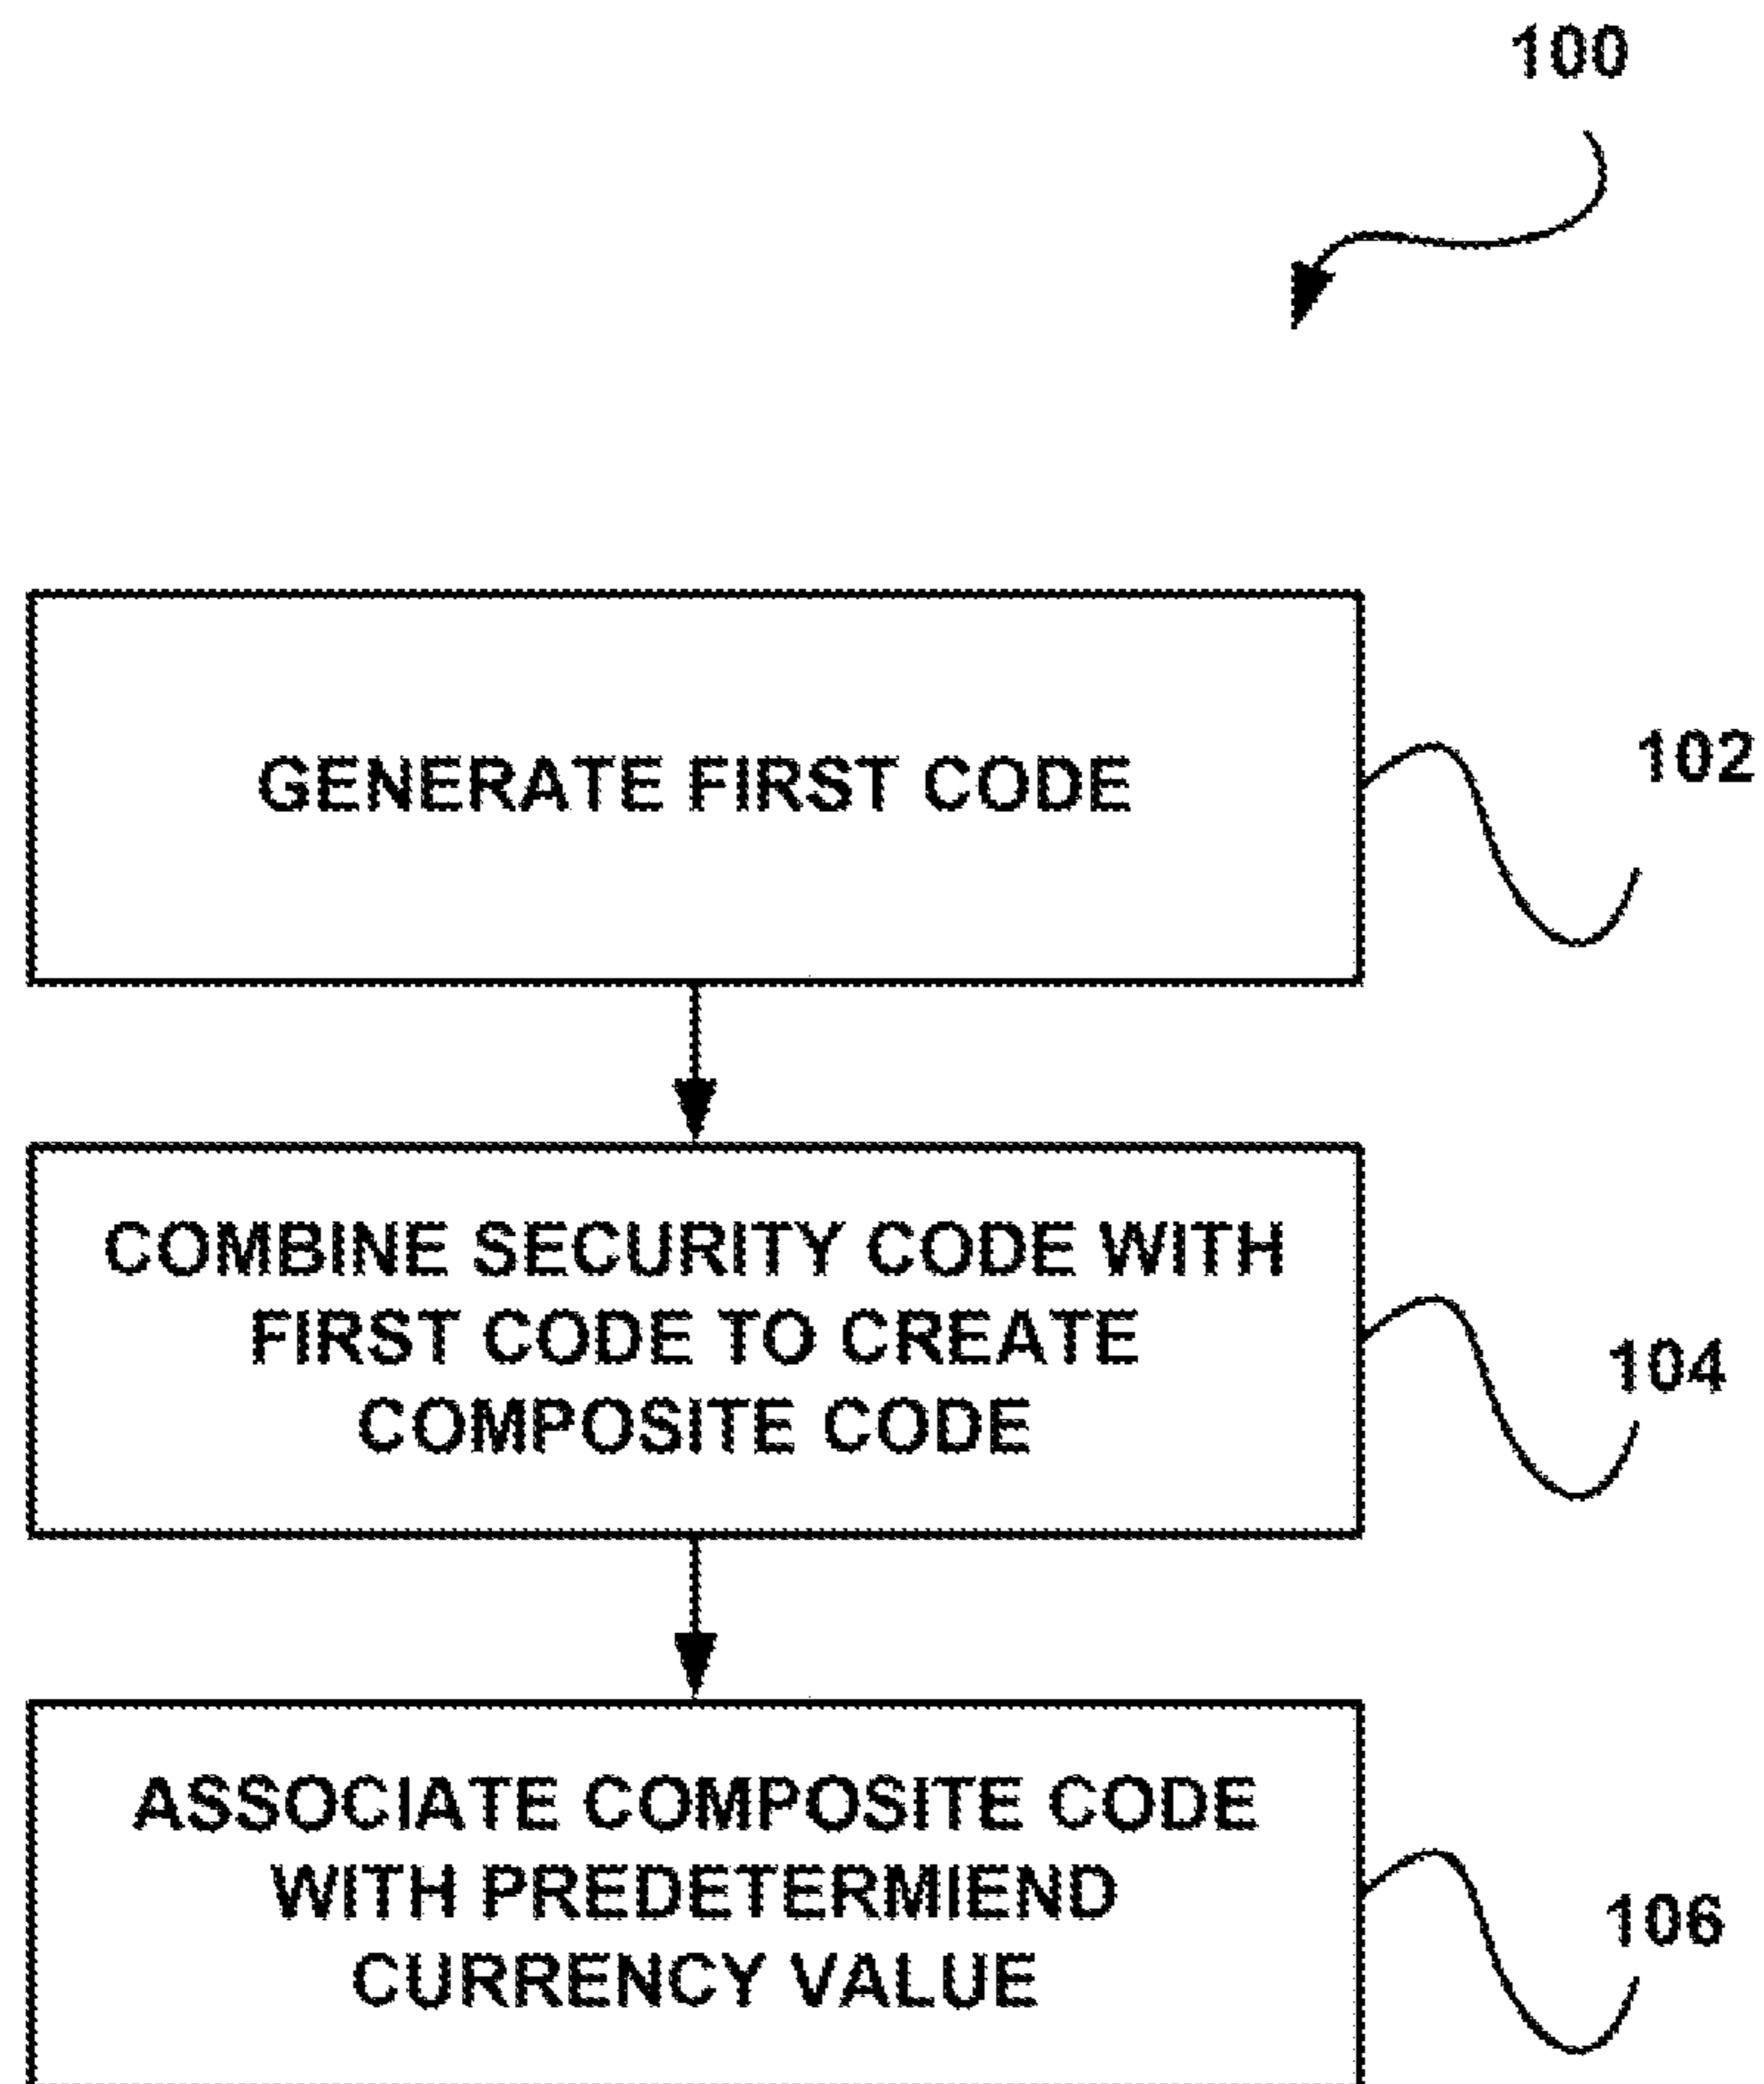 100
GENERATE FIRST CODE
102
COMBINE SECURITY CODE WITH
FIRST CODE TO CREATE
COMPOSITE CODE
104
ASSOCIATE COMPOSITE CODE
WITH PREDETERMIEND
CURRENCY VALUE
106